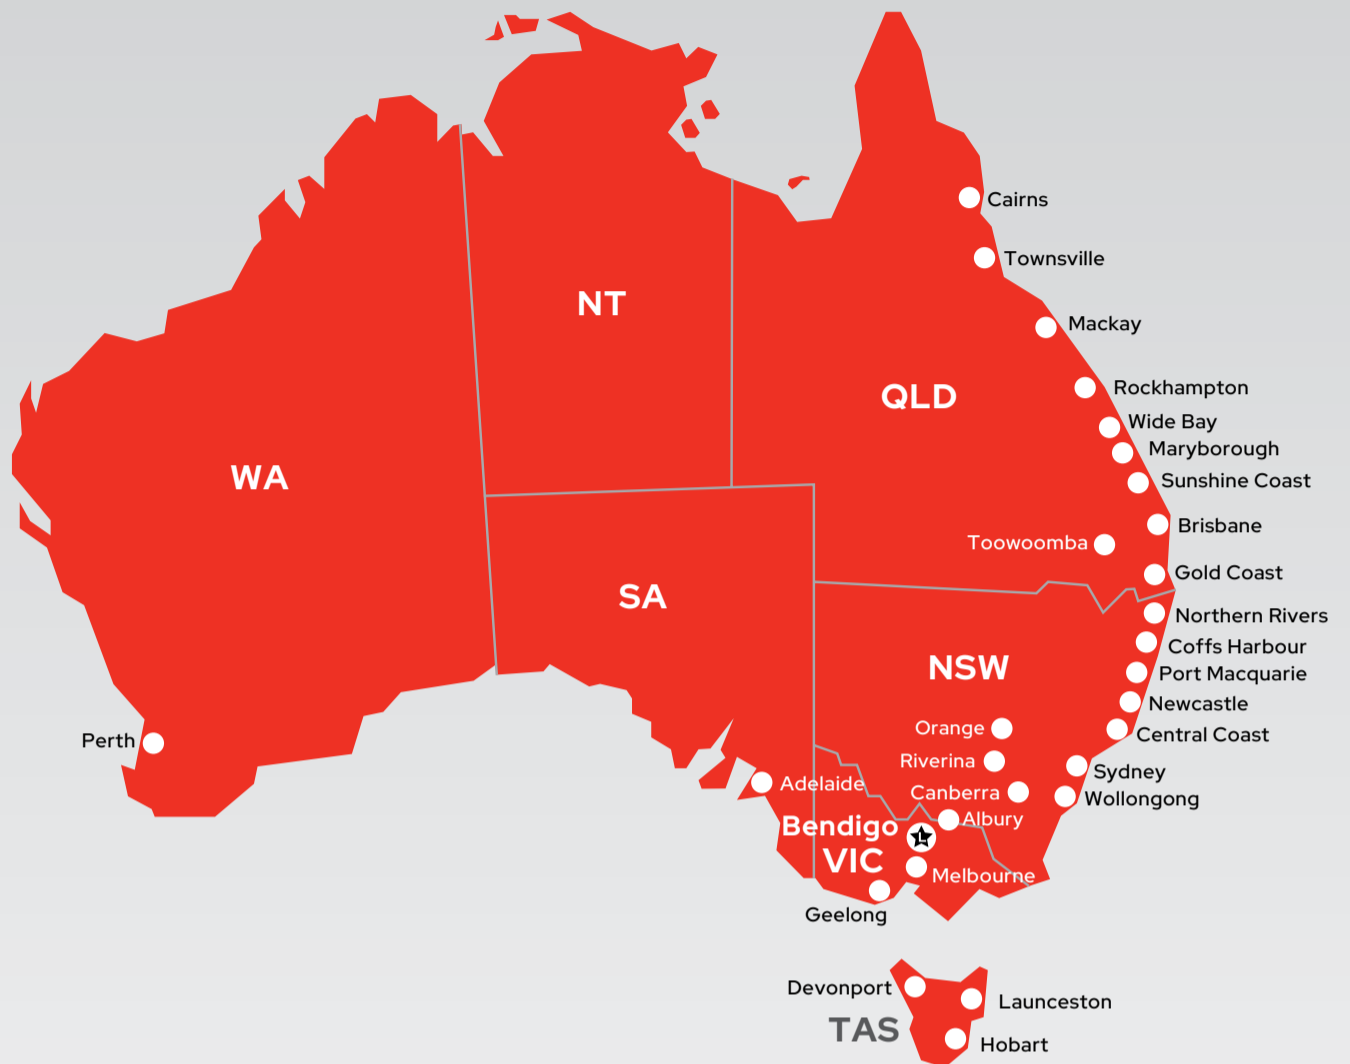 Cairns
Townsville
NT
Mackay
Rockhampton
QLD
Wide Bay
Maryborough
WA
Sunshine Coast
Brisbane
Toowoomba
Gold Coast
SA
Northern Rivers
Coffs Harbour
NSW
Port Macquarie
Newcastle
Orange
Central Coast
Perth
Riverina
Sydney
Adelaide
Canberra
Wollongong
Albury
Bendigo
L
VIC
Melbourne
Geelong
Devonport
Launceston
TAS
Hobart